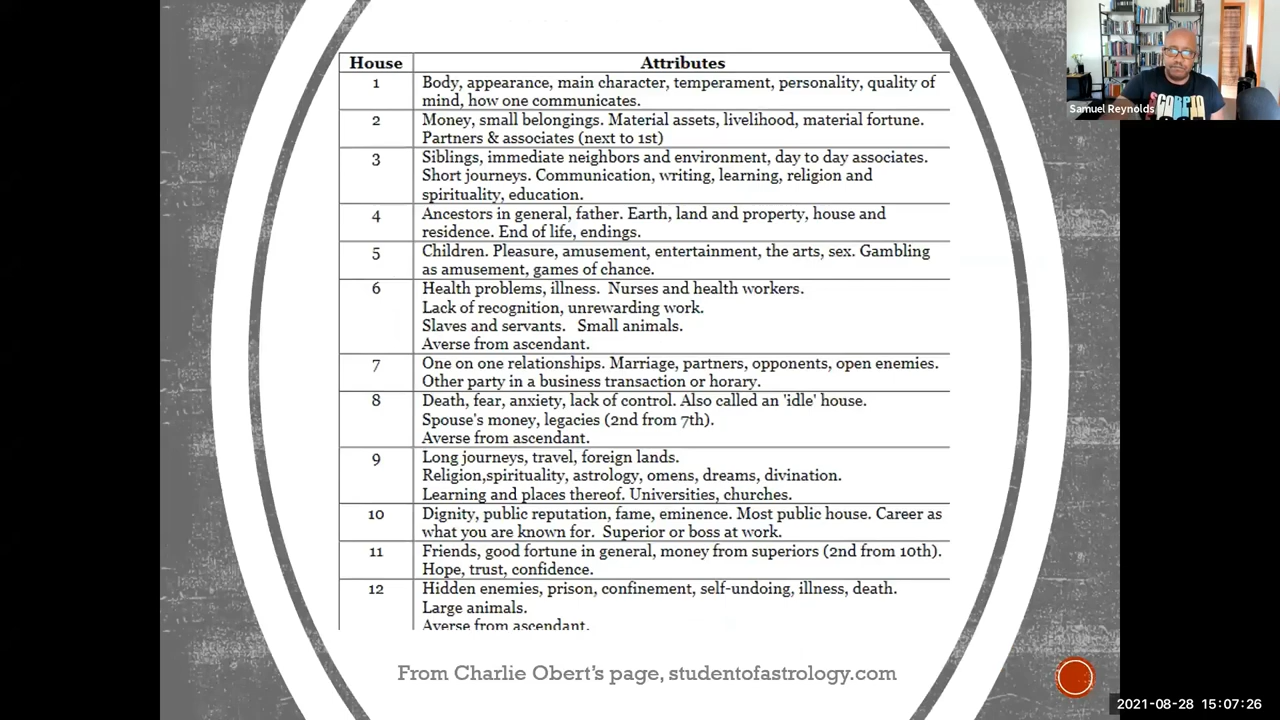 House Attributes
1 Body, appearance, main character, temperament, personality, quality of
mind, how one communicates.
2 Money, small belongings. Material assets, livelihood, material fortune.
Partners & associates (next to 1st)
3 Siblings, immediate neighbors and environment, day to day associates.
Short journeys. Communication, writing, learning, religion and
spirituality, education.
4 Ancestors in general, father. Earth, land and property, house and
residence. End of life, endings.
5 Children. Pleasure, amusement, entertainment, the arts, sex. Gambling
as amusement, games of chance.
6 Health problems, illness. Nurses and health workers.
Lack of recognition, unrewarding work.
Slaves and servants. Small animals.
Averse from ascendant.
7 One on one relationships. Marriage, partners, opponents, open enemies.
Other party in a business transaction or horary.
8 Death, fear, anxiety, lack of control. Also called an 'idle' house.
Spouse's money, legacies (2nd from 7th).
Averse from ascendant.
9 Long journeys, travel, foreign lands.
Religion,spirituality, astrology, omens, dreams, divination.
Learning and places thereof. Universities, churches.
10 Dignity, public reputation, fame, eminence. Most public house. Career as
what you are known for. Superior or boss at work.
11 Friends, good fortune in general, money from superiors (2nd from 10th).
Hope, trust, confidence.
12 Hidden enemies, prison, confinement, self-undoing, illness, death.
Large animals.
Averse from ascendant.
From Charlie Obert's page, studentofastrology.com
Samuel Reynolds
SCORPIO
2021-08-28 15:07:26